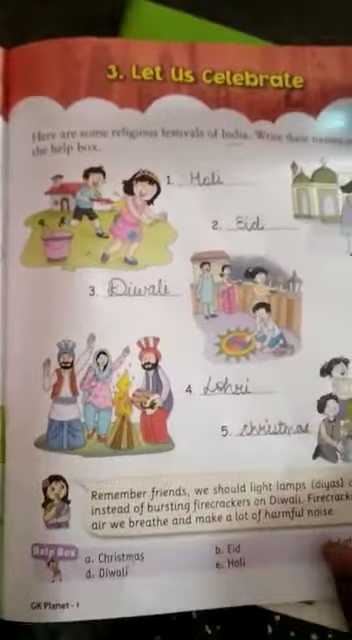 3. Let Us Celebrate
Here are some religious festivals of India. Write their names
the help box.
1. Holi
2. Eid
3. Diwali
4. Lohri
5. christmas
Remember friends, we should light lamps (diyas)
instead of bursting firecrackers on Diwali. Firecrack
air we breathe and make a lot of harmful noise
Help Box
a. Christmas
b. Eid
d. Diwali
e. Holi
GK Planet - 1